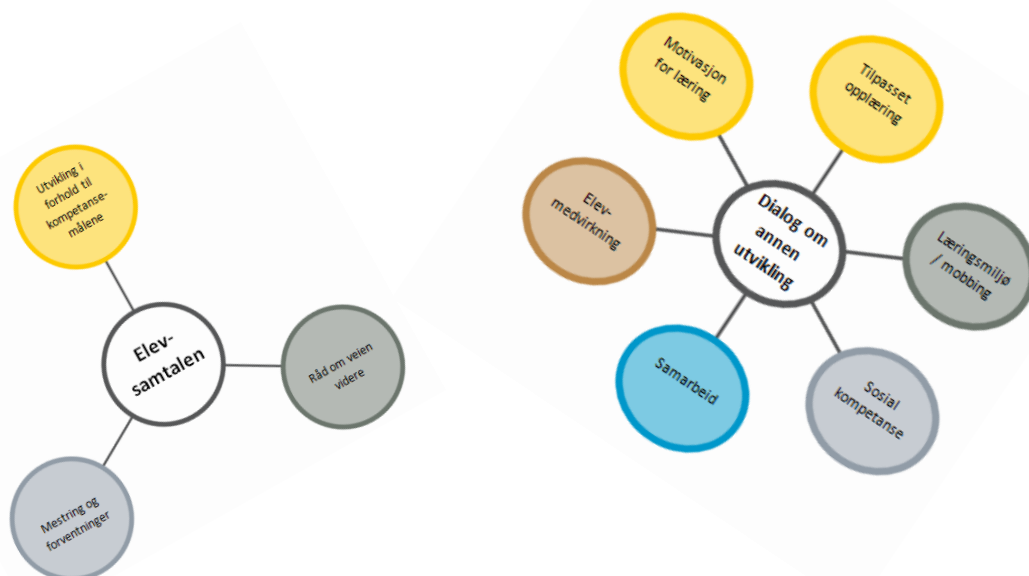 Utvikling i
forhold til
kompetanse-
målene
Elev-
samtalen
Råd om veien
videre
Mestring og
forventninger
Motivasjon
for læring
Tilpasset
opplæring
Elev-
medvirkning
Dialog om
annen
utvikling
Læringsmiljø
/ mobbing
Samarbeid
Sosial
kompetanse